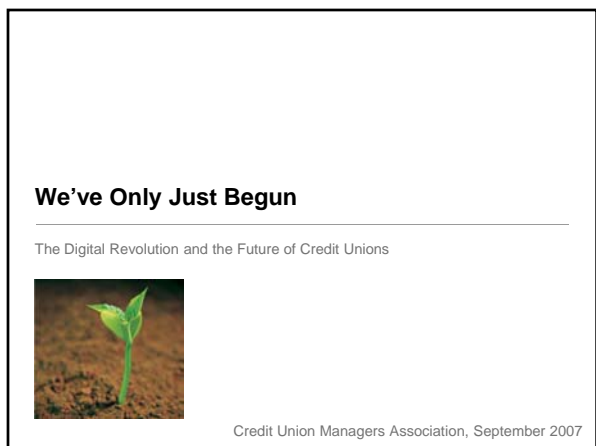 We’ve Only Just Begun
The Digital Revolution and the Future of Credit Unions
Credit Union Managers Association, September 2007